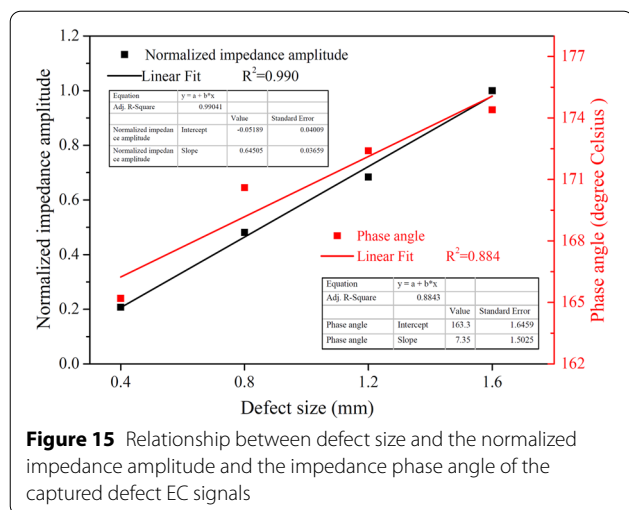 1.2
1.0
0.8
0.6
0.4
0.2
0.0
Normalized impedance amplitude
Normalized impedance amplitude
Linear Fit R²=0.990
Equation y = a + b*x
Adj. R-Square 0.99041
Value Standard Error
Normalized impedan
ce amplitude Intercept -0.05189 0.04009
Normalized impedan
ce amplitude Slope 0.64505 0.03659
Phase angle
Linear Fit R²=0.884
Equation y = a + b*x
Adj. R-Square 0.8843
Value Standard Error
Phase angle Intercept 163.3 1.6459
Phase angle Slope 7.35 1.5025
177
174
171
168
165
162
Phase angle (degree Celsius )
0.4 0.8 1.2 1.6
Defect size (mm)
Figure 15 Relationship between defect size and the normalized
impedance amplitude and the impedance phase angle of the
captured defect EC signals